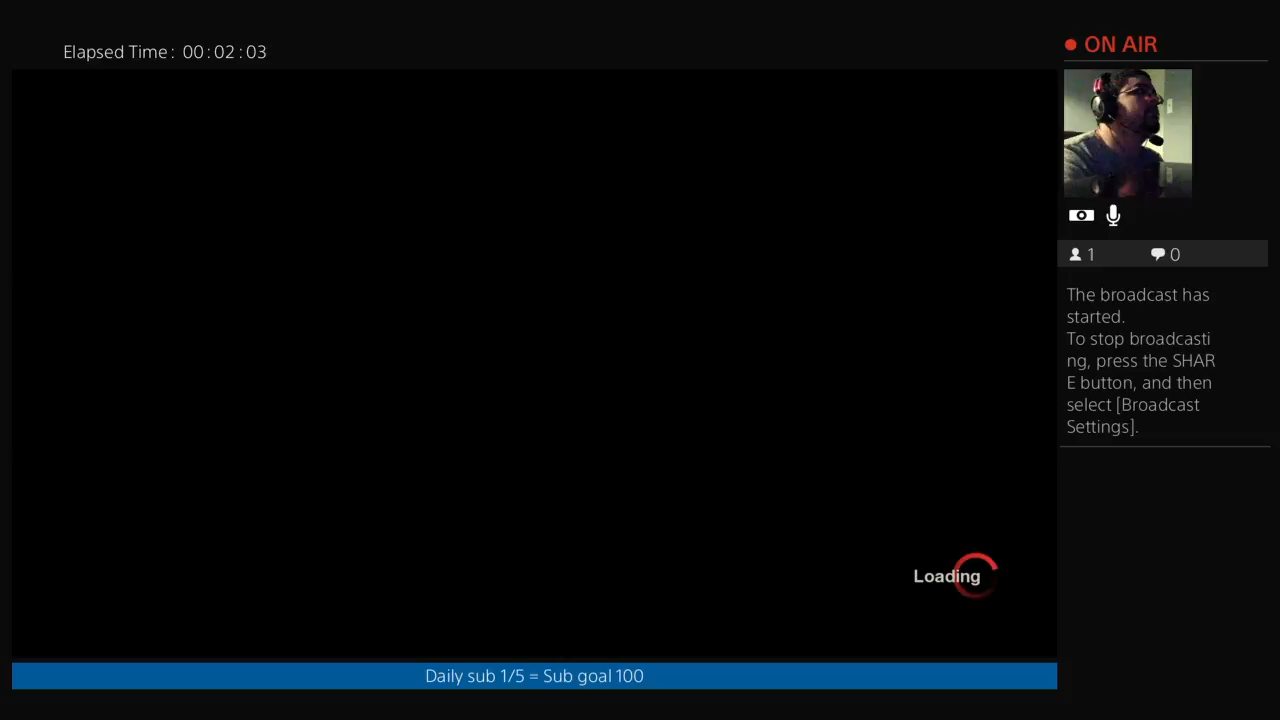 Elapsed Time: 00:02:03
ON AIR
1 0
The broadcast has
started.
To stop broadcasti
ng, press the SHAR
E button, and then
select [Broadcast
Settings].
Loading
Daily sub 1/5 = Sub goal 100